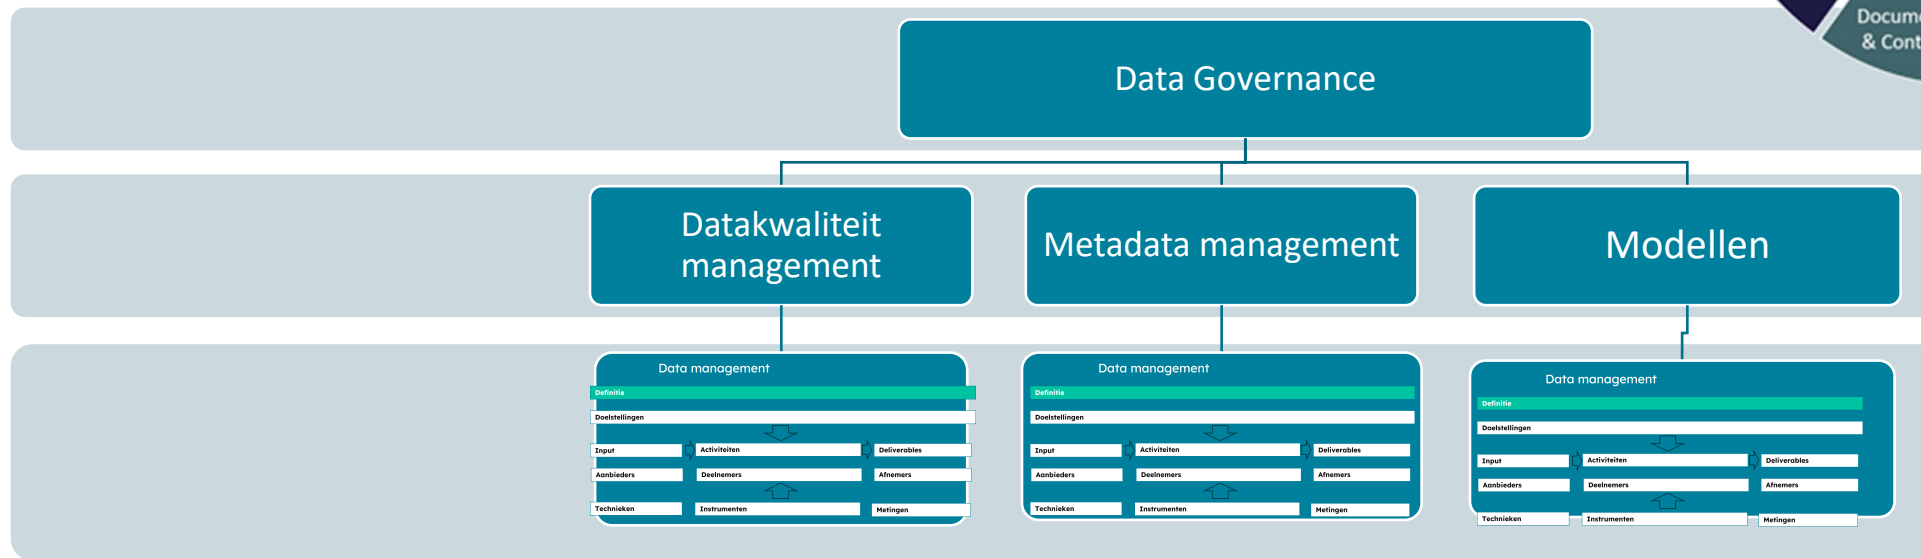 & 
Data Governance
Datakwaliteit
management
Metadata management
Modellen
Data management
Definitie
Doelstellingen
Input
Activiteiten
Deliverables
Aanbieders
Deelnemers
Afnemers
Technieken
Instrumenten
Metingen
Data management
Definitie
Doelstellingen
Input
Activiteiten
Deliverables
Aanbieders
Deelnemers
Afnemers
Technieken
Instrumenten
Metingen
Data management
Definitie
Doelstellingen
Input
Activiteiten
Deliverables
Aanbieders
Deelnemers
Afnemers
Technieken
Instrumenten
Metingen